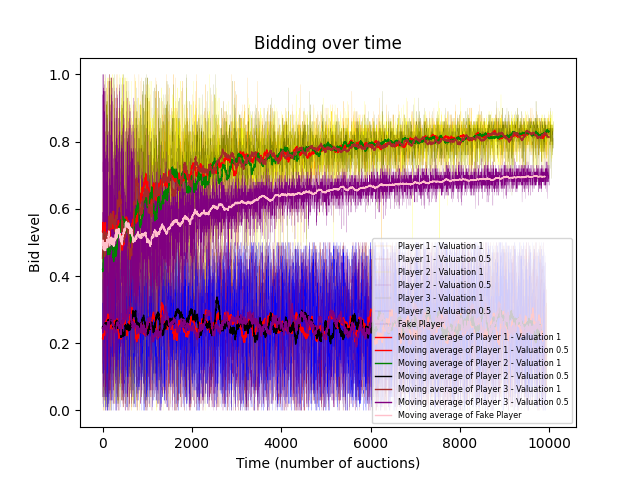 Bidding over time
1.0
0.8
0.6
0.4
0.2
0.0
Bid level
Player 1 - Valuation 1
Player 1 - Valuation 0.5
Player 2 - Valuation 1
Player 2 - Valuation 0.5
Player 3 - Valuation 1
Player 3 - Valuation 0.5
Fake Player
Moving average of Player 1 - Valuation 1
Moving average of Player 1 - Valuation 0.5
Moving average of Player 2 - Valuation 1
Moving average of Player 2 - Valuation 0.5
Moving average of Player 3 - Valuation 1
Moving average of Player 3 - Valuation 0.5
Moving average of Fake Player
0 2000 4000 6000 8000 10000
Time (number of auctions)